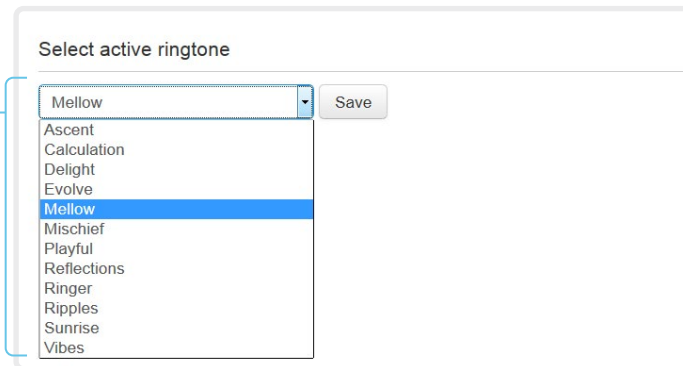 Select active ringtone
Mellow Save
Ascent
Calculation
Delight
Evolve
Mellow
Mischief
Playful
Reflections
Ringer
Ripples
Sunrise
Vibes